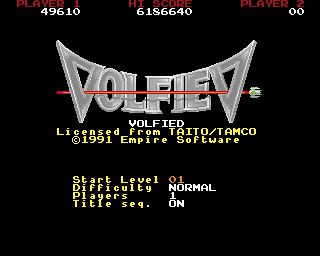 PLAYER 1 HI SCORE PLAYER 2
49610 6186640 00
VOLFIED
VOLFIED
Licensed from TAITO/TAMCO
©1991 Empire Software
Start Level 01
Difficulty NORMAL
Players 1
Title seq. ON